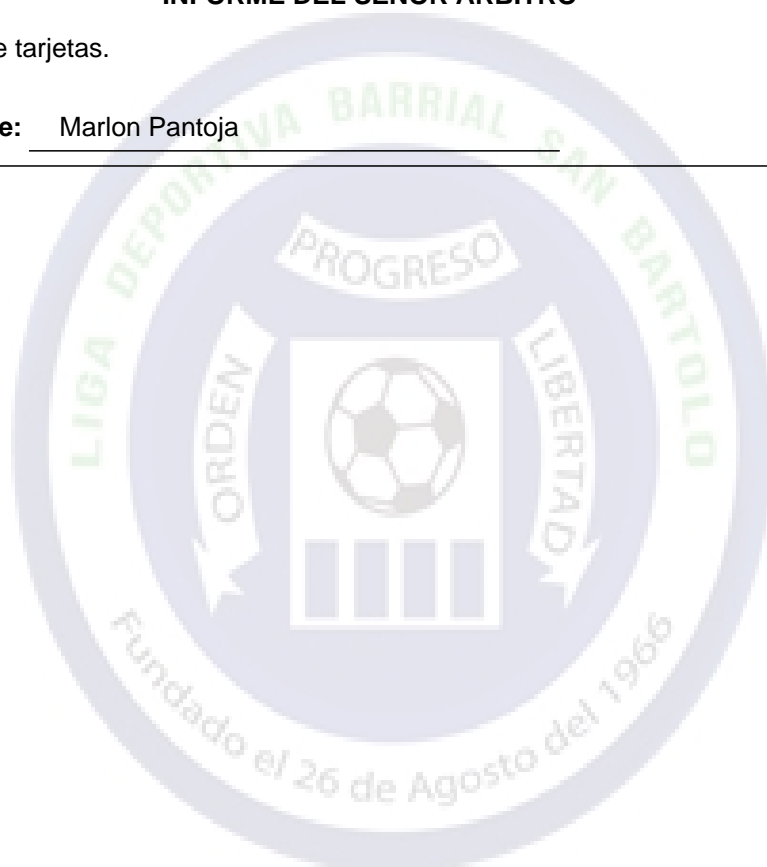 INFORME DEL SEÑOR ARBITRO
e tarjetas.
e: Marlon Pantoja
LIGA DEPORTIVA BARRIAL SAN BARTOLO
PROGRESO
ORDEN
LIBERTAD
Fundado el 26 de Agosto del 1966